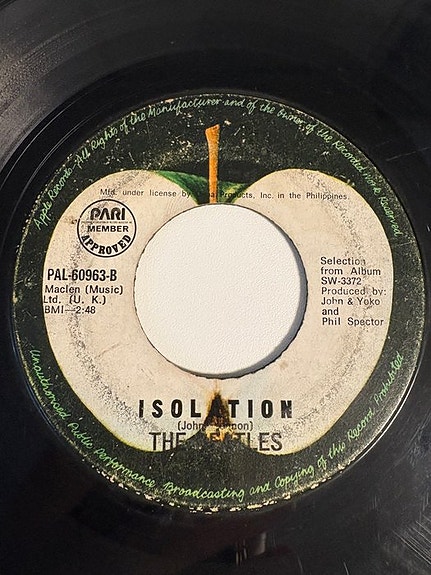 Apple Records. All Rights of the Manufacturer and of the Owner of the Recorded Work Reserved
Mfd. under license by Products, Inc. in the Philippines.
PARI
MEMBER
APPROVED
PAL-60963-B
Maclen (Music)
Ltd. (U. K.)
BMI—2:48
Selection
from Album
SW-3372
Produced by:
John & Yoko
and
Phil Spector
ISOLATION
(John Lennon)
THE BEATLES
Unauthorised Public Performance Broadcasting and Copying of this Record Prohibited